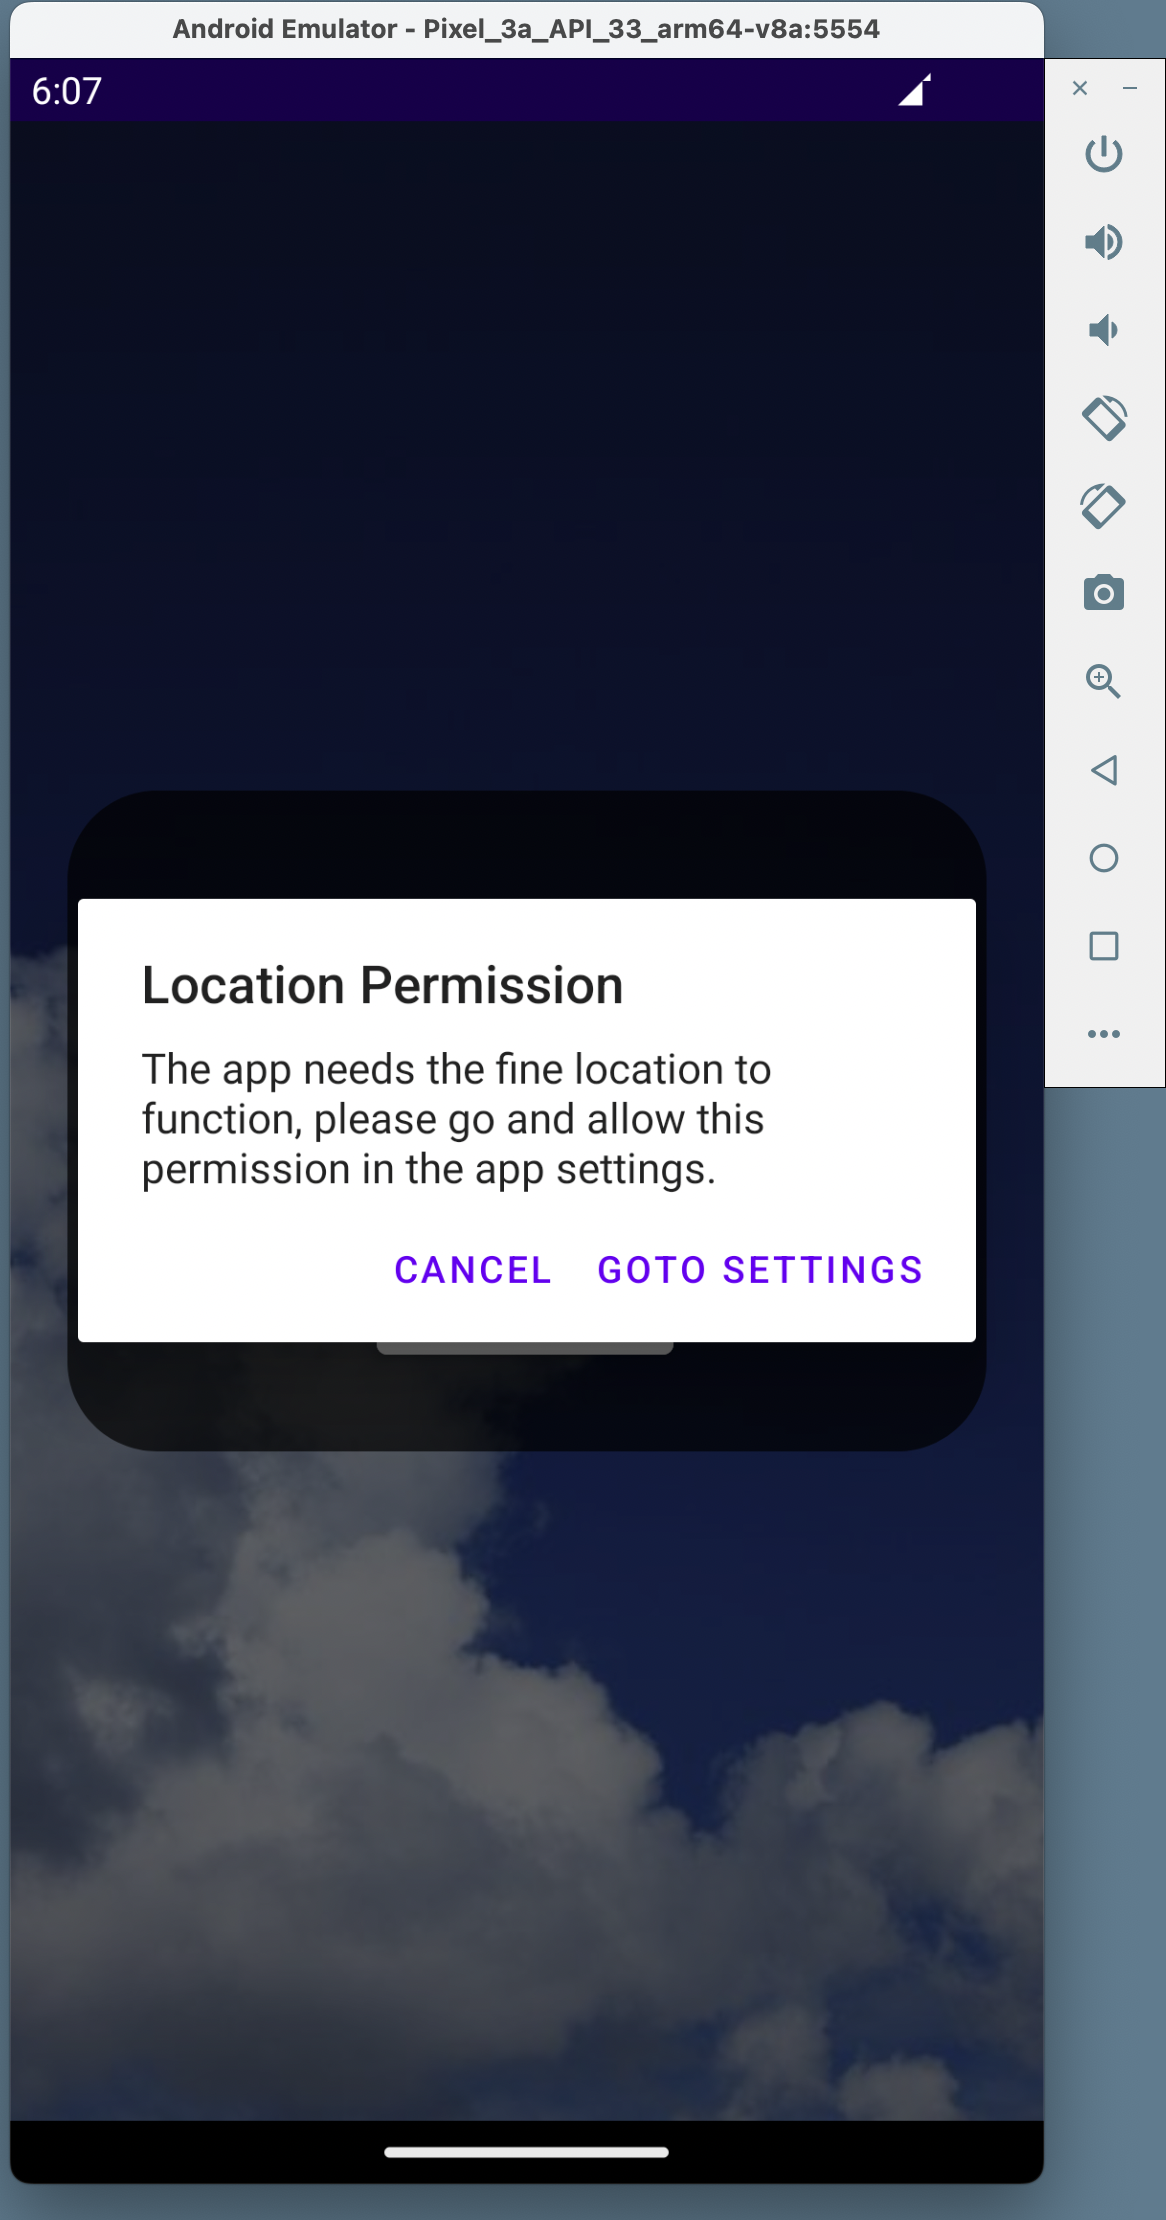 Android Emulator - Pixel_3a_API_33_arm64-v8a:5554
6:07
Location Permission
The app needs the fine location to
function, please go and allow this
permission in the app settings.
CANCEL GOTO SETTINGS